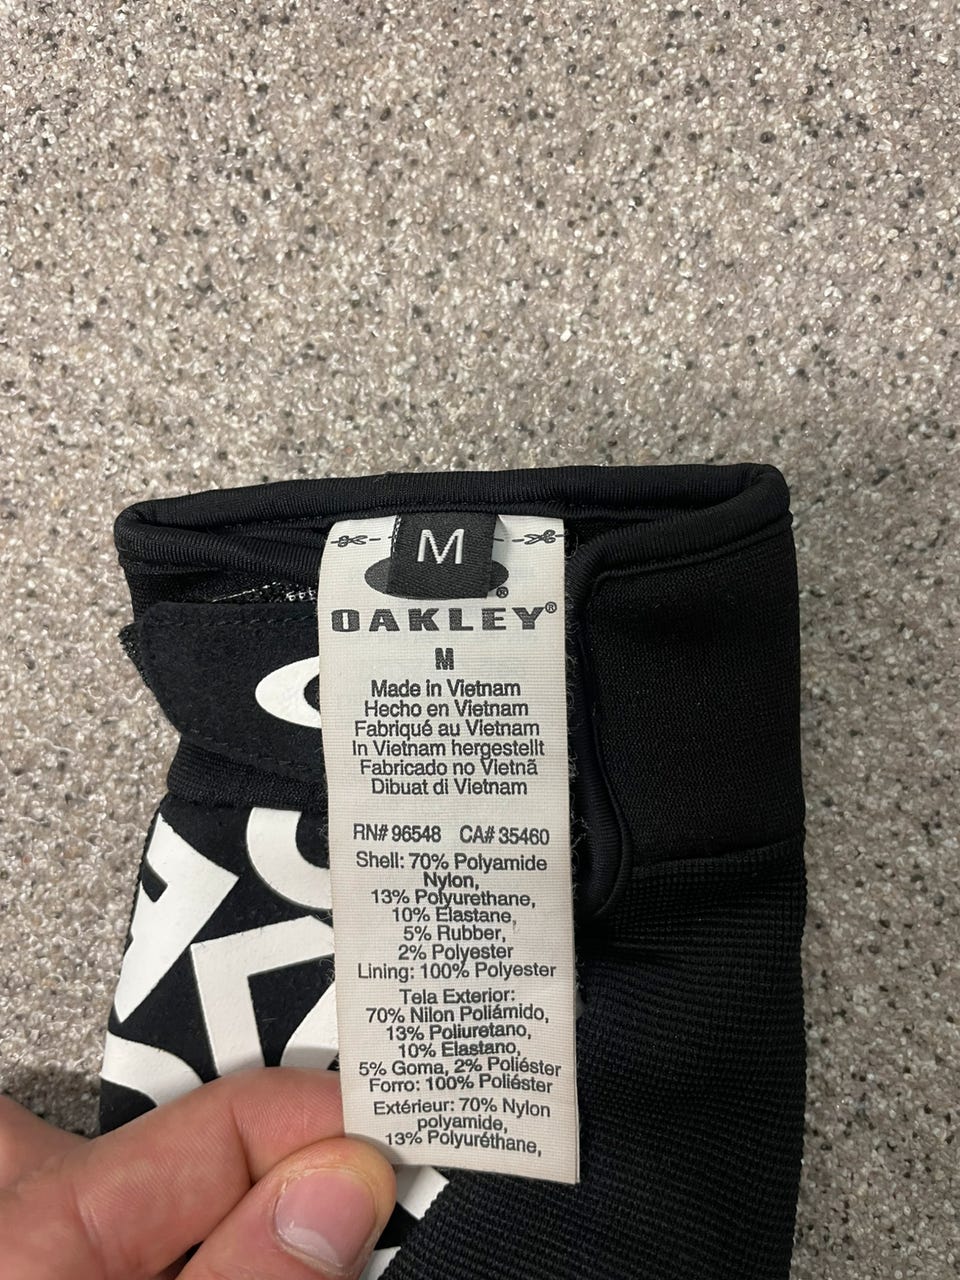 M
OAKLEY®
M
Made in Vietnam
Hecho en Vietnam
Fabriqué au Vietnam
In Vietnam hergestellt
Fabricado no Vietnã
Dibuat di Vietnam
RN# 96548 CA# 35460
Shell: 70% Polyamide
Nylon,
13% Polyurethane,
10% Elastane,
5% Rubber,
2% Polyester
Lining: 100% Polyester
Tela Exterior:
70% Nilon Poliámido,
13% Poliuretano,
10% Elastano,
5% Goma, 2% Poliéster
Forro: 100% Poliéster
Extérieur: 70% Nylon
polyamide,
13% Polyuréthane,